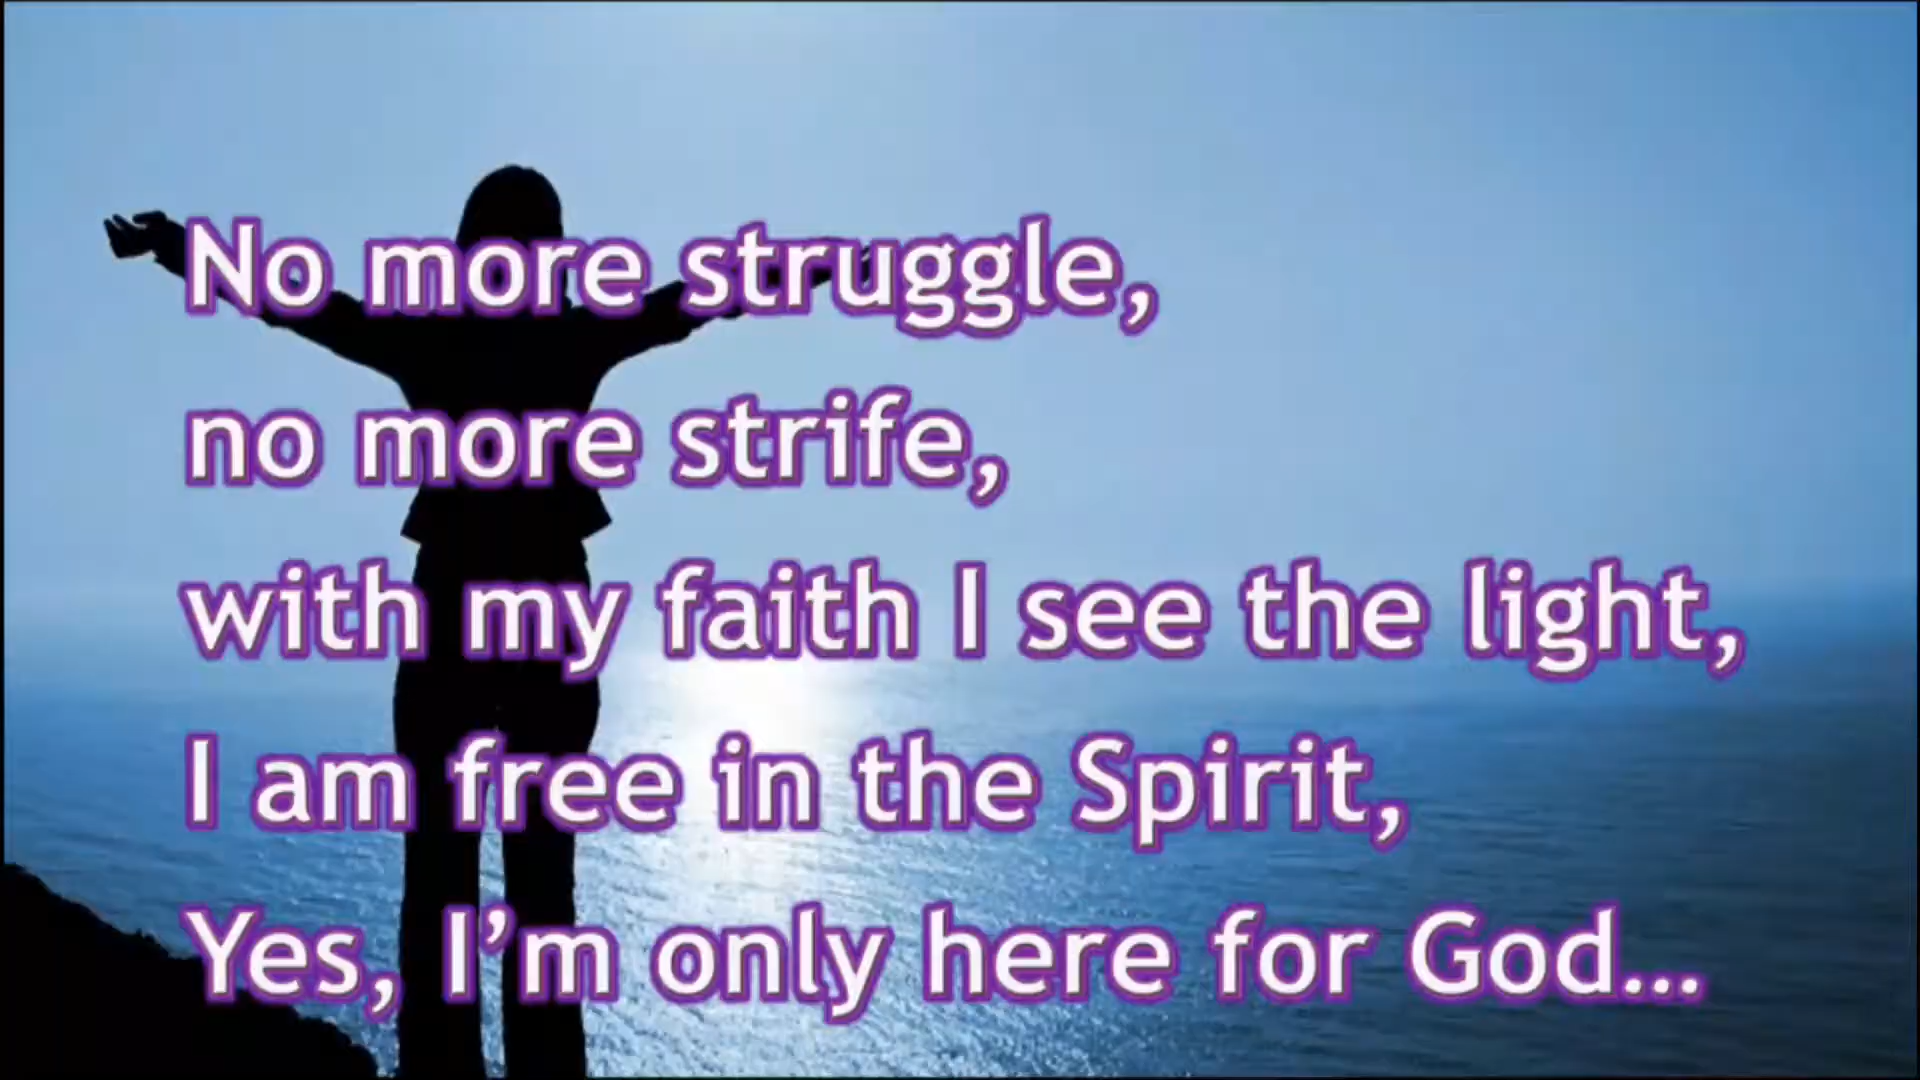 No more struggle,
no more strife,
with my faith I see the light,
I am free in the Spirit,
Yes, I’m only here for God...